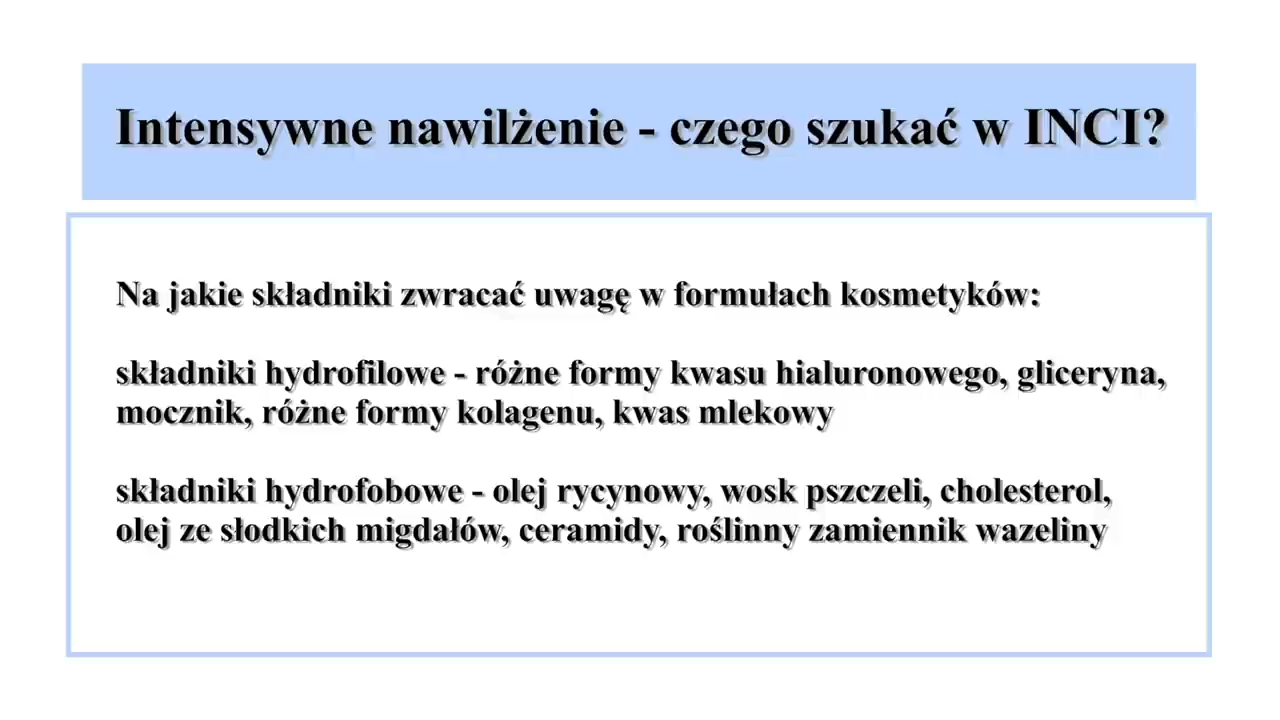 Intensywne nawilżenie - czego szukać w INCI?
Na jakie składniki zwracać uwagę w formułach kosmetyków:
składniki hydrofilowe - różne formy kwasu hialuronowego, gliceryna,
mocznik, różne formy kolagenu, kwas mlekowy
składniki hydrofobowe - olej rycynowy, wosk pszczeli, cholesterol,
olej ze słodkich migdałów, ceramidy, roślinny zamiennik wazeliny